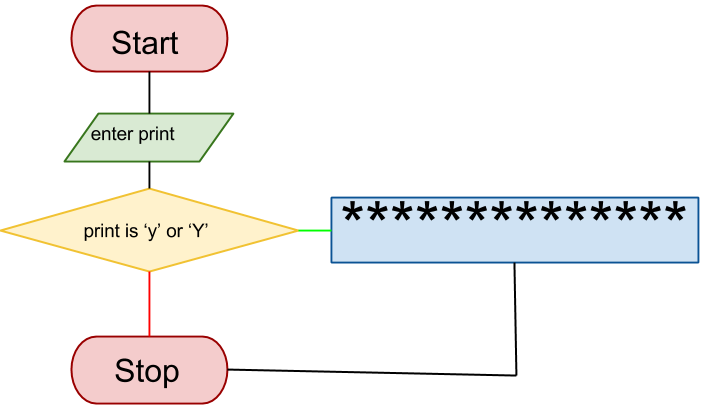 Start
enter print
print is ‘y’ or ‘Y’
**************
Stop